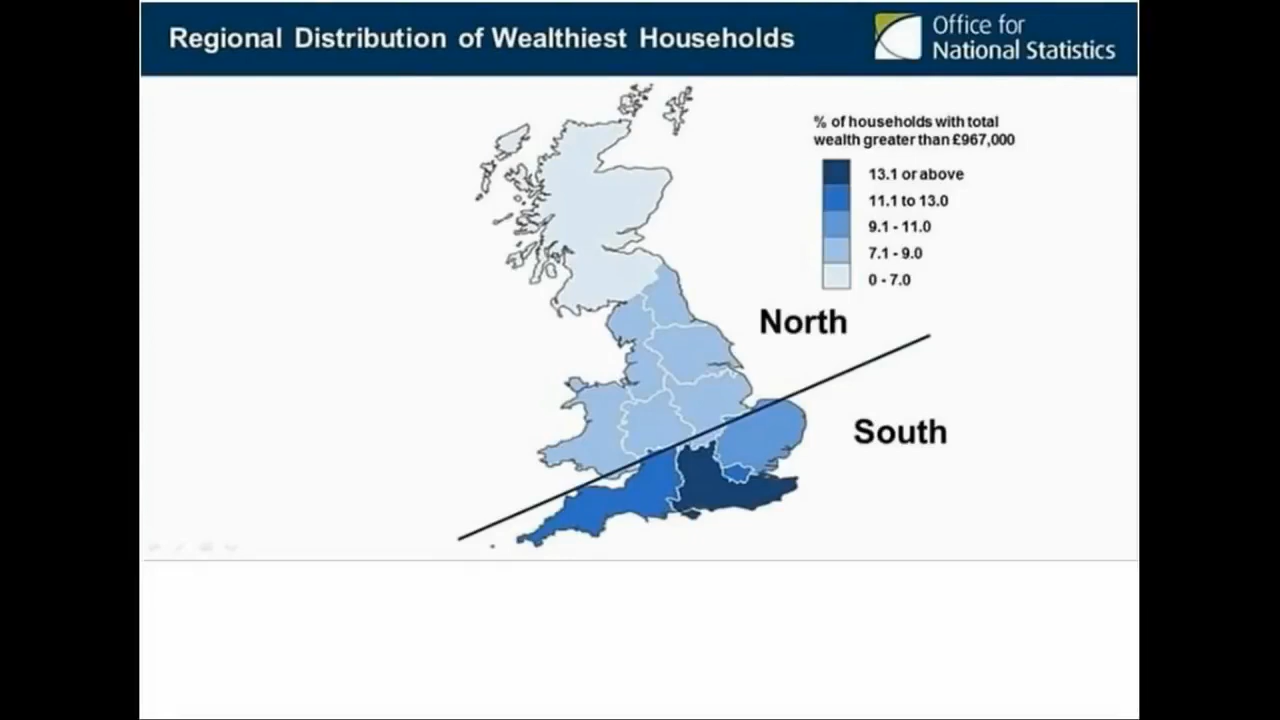 Regional Distribution of Wealthiest Households
Office for
National Statistics
% of households with total
wealth greater than £967,000
13.1 or above
11.1 to 13.0
9.1 - 11.0
7.1 - 9.0
0 - 7.0
North
South